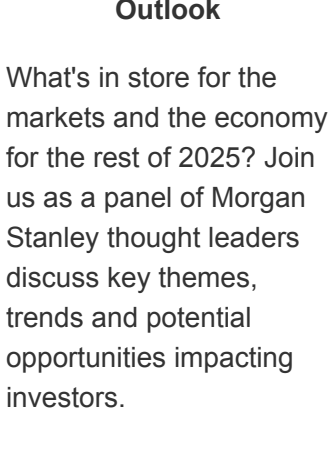 Outlook
What's in store for the
markets and the economy
for the rest of 2025? Join
us as a panel of Morgan
Stanley thought leaders
discuss key themes,
trends and potential
opportunities impacting
investors.